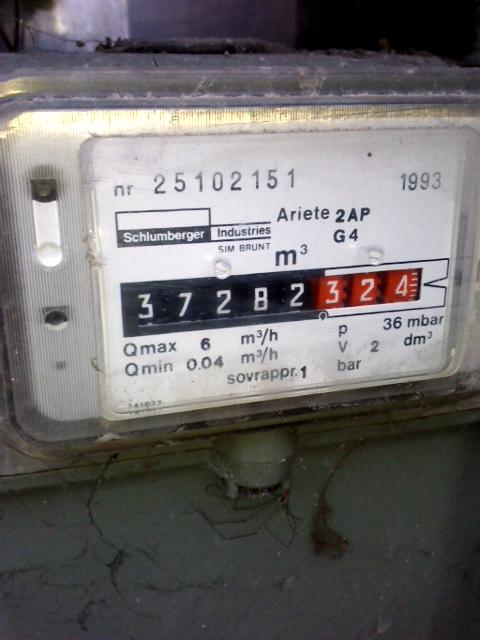 nr 25102151 1993
Ariete 2AP
Schlumberger Industries G4
SIM BRUNT
m³
37282324
Qmax 6 m³/h p 36 mbar
Qmin 0.04 m³/h V 2 dm³
sovrappr. 1 bar